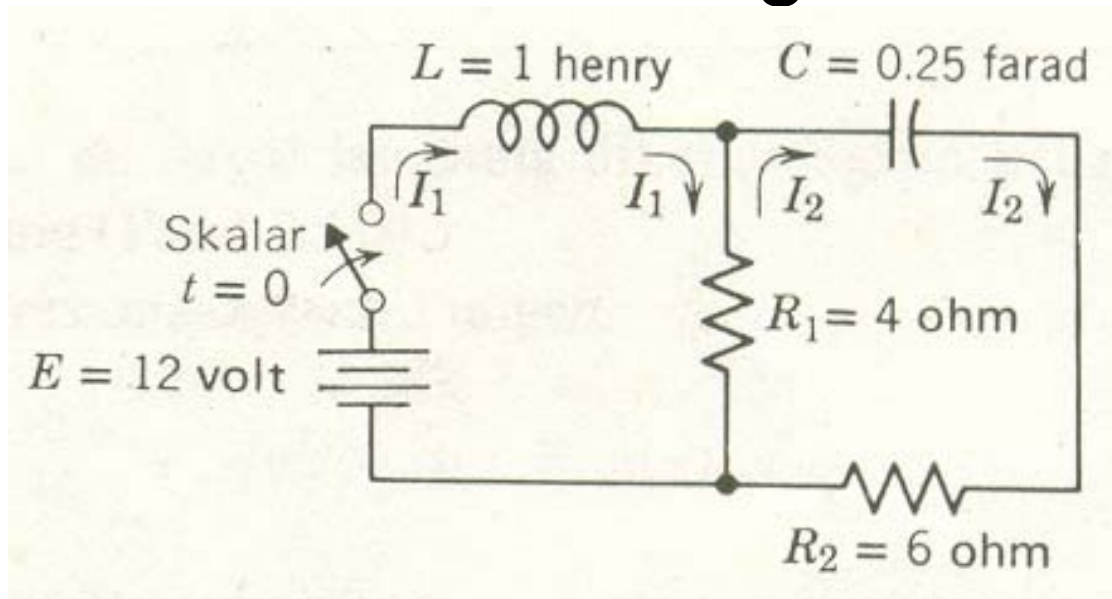 L = 1 henry
C = 0.25 farad
I₁
I₁
I₂
I₂
Skalar
t = 0
R₁ = 4 ohm
E = 12 volt
R₂ = 6 ohm